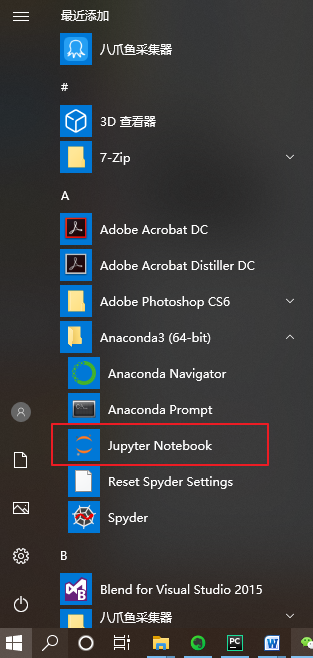 最近添加
八爪鱼采集器
#
3D 查看器
7-Zip
A
Adobe Acrobat DC
Adobe Acrobat Distiller DC
Adobe Photoshop CS6
Anaconda3 (64-bit)
Anaconda Navigator
Anaconda Prompt
Jupyter Notebook
Reset Spyder Settings
Spyder
B
Blend for Visual Studio 2015
八爪鱼采集器
PC
W